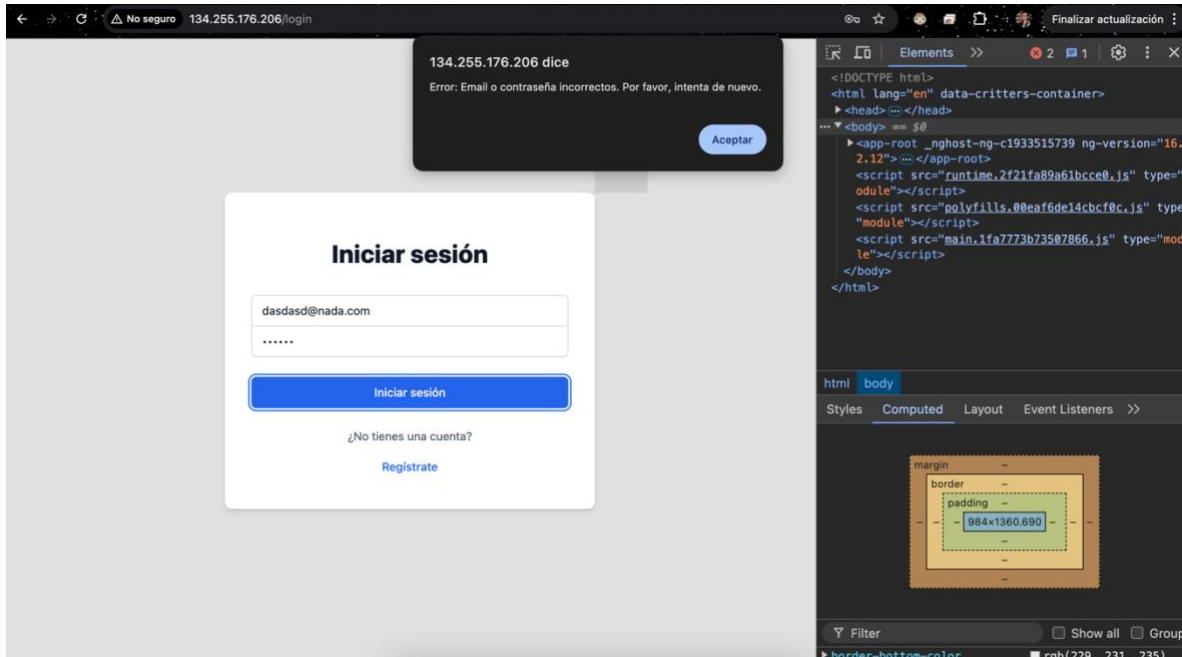 No seguro 134.255.176.206/login Finalizar actualización
134.255.176.206 dice
Error: Email o contraseña incorrectos. Por favor, intenta de nuevo.
Aceptar
Iniciar sesión
dasdasd@nada.com
••••••
Iniciar sesión
¿No tienes una cuenta?
Regístrate
Elements 2 1
<!DOCTYPE html>
<html lang="en" data-critters-container>
<head> ⋯ </head>
<body> == $0
<app-root _nghost-ng-c1933515739 ng-version="16.
2.12"> ⋯ </app-root>
<script src="runtime.2f21fa89a61bcce0.js" type="
odule"></script>
<script src="polyfills.00eaf6de14cbcf0c.js" type
"module"></script>
<script src="main.1fa7773b73507866.js" type="mod
le"></script>
</body>
</html>
html body
Styles Computed Layout Event Listeners
margin –
border –
padding –
– – – 984×1360.690 – – –
–
–
–
Filter Show all Group
border-bottom-color rgb(229, 231, 235)